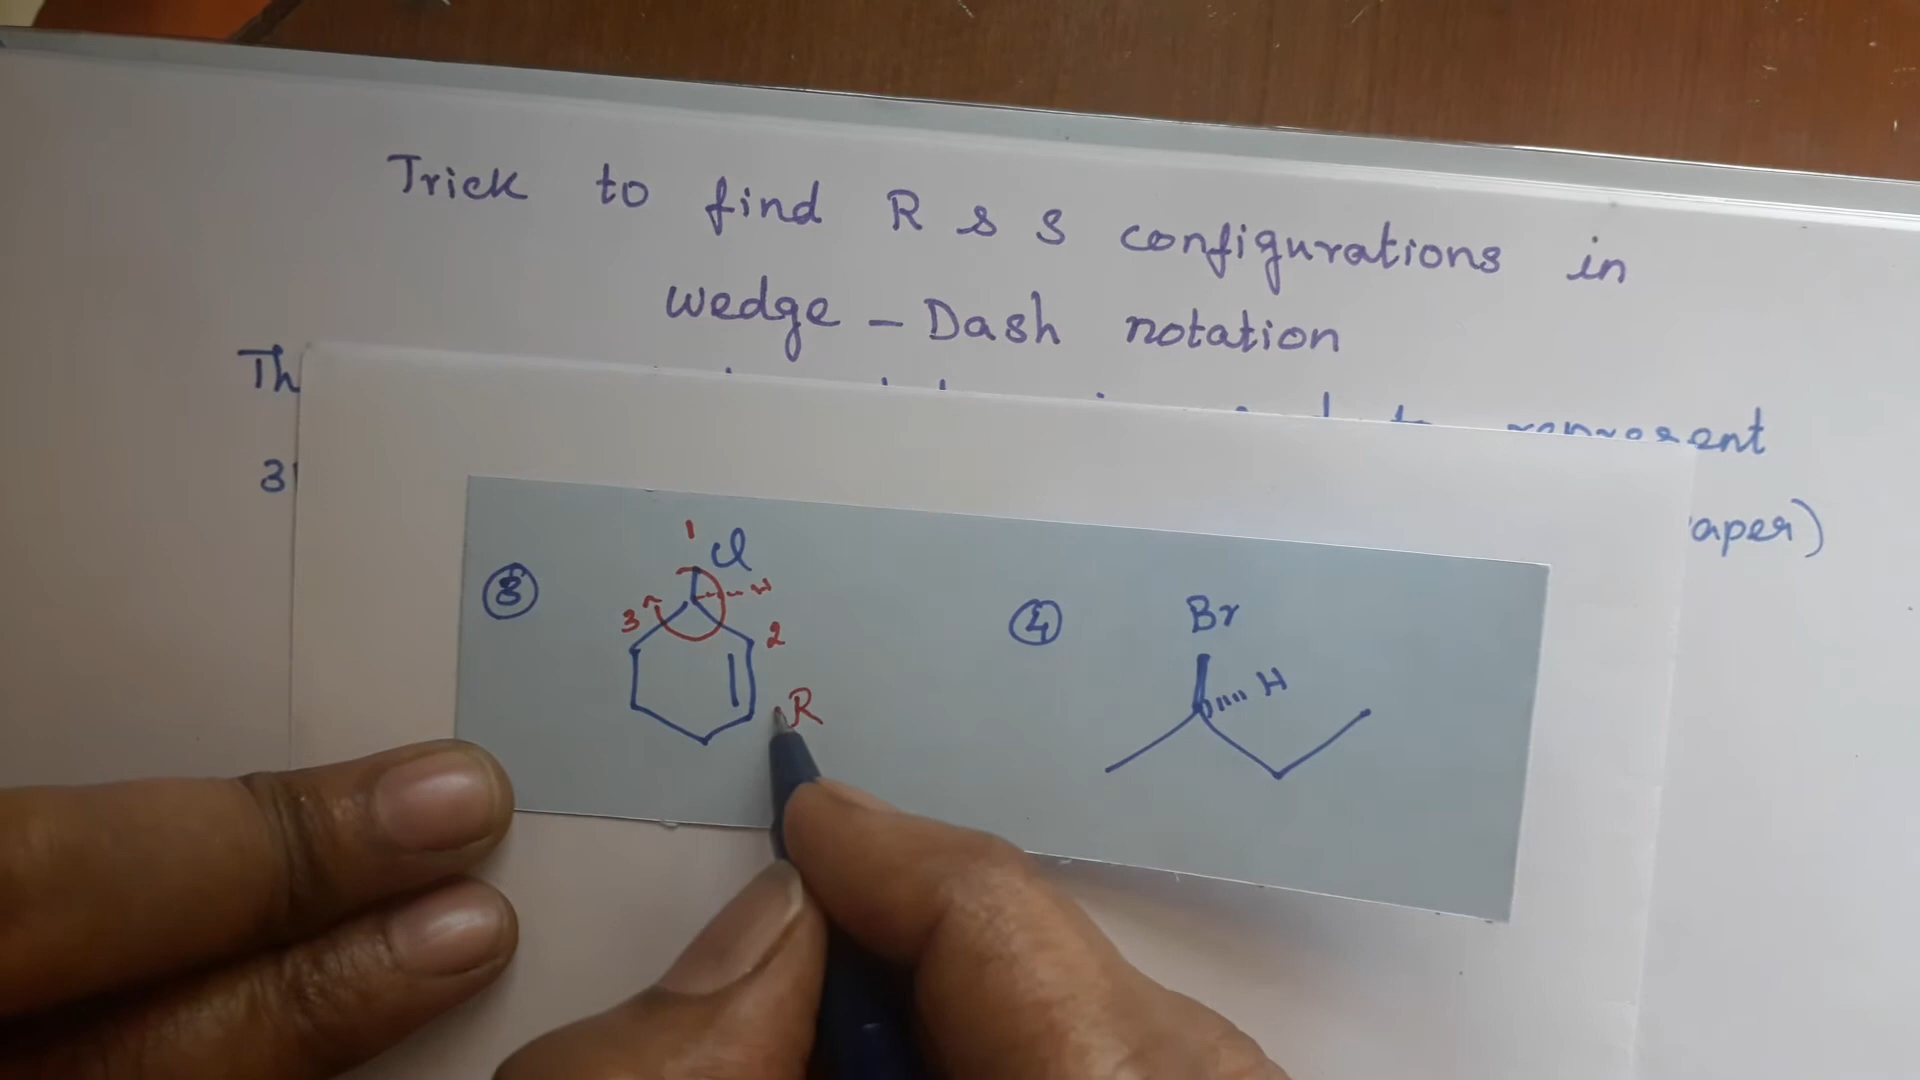 Trick to find R & S configurations in
wedge - Dash notation
Th
3
aper)
3
1
Cl
H
3
2
R
4
Br
H